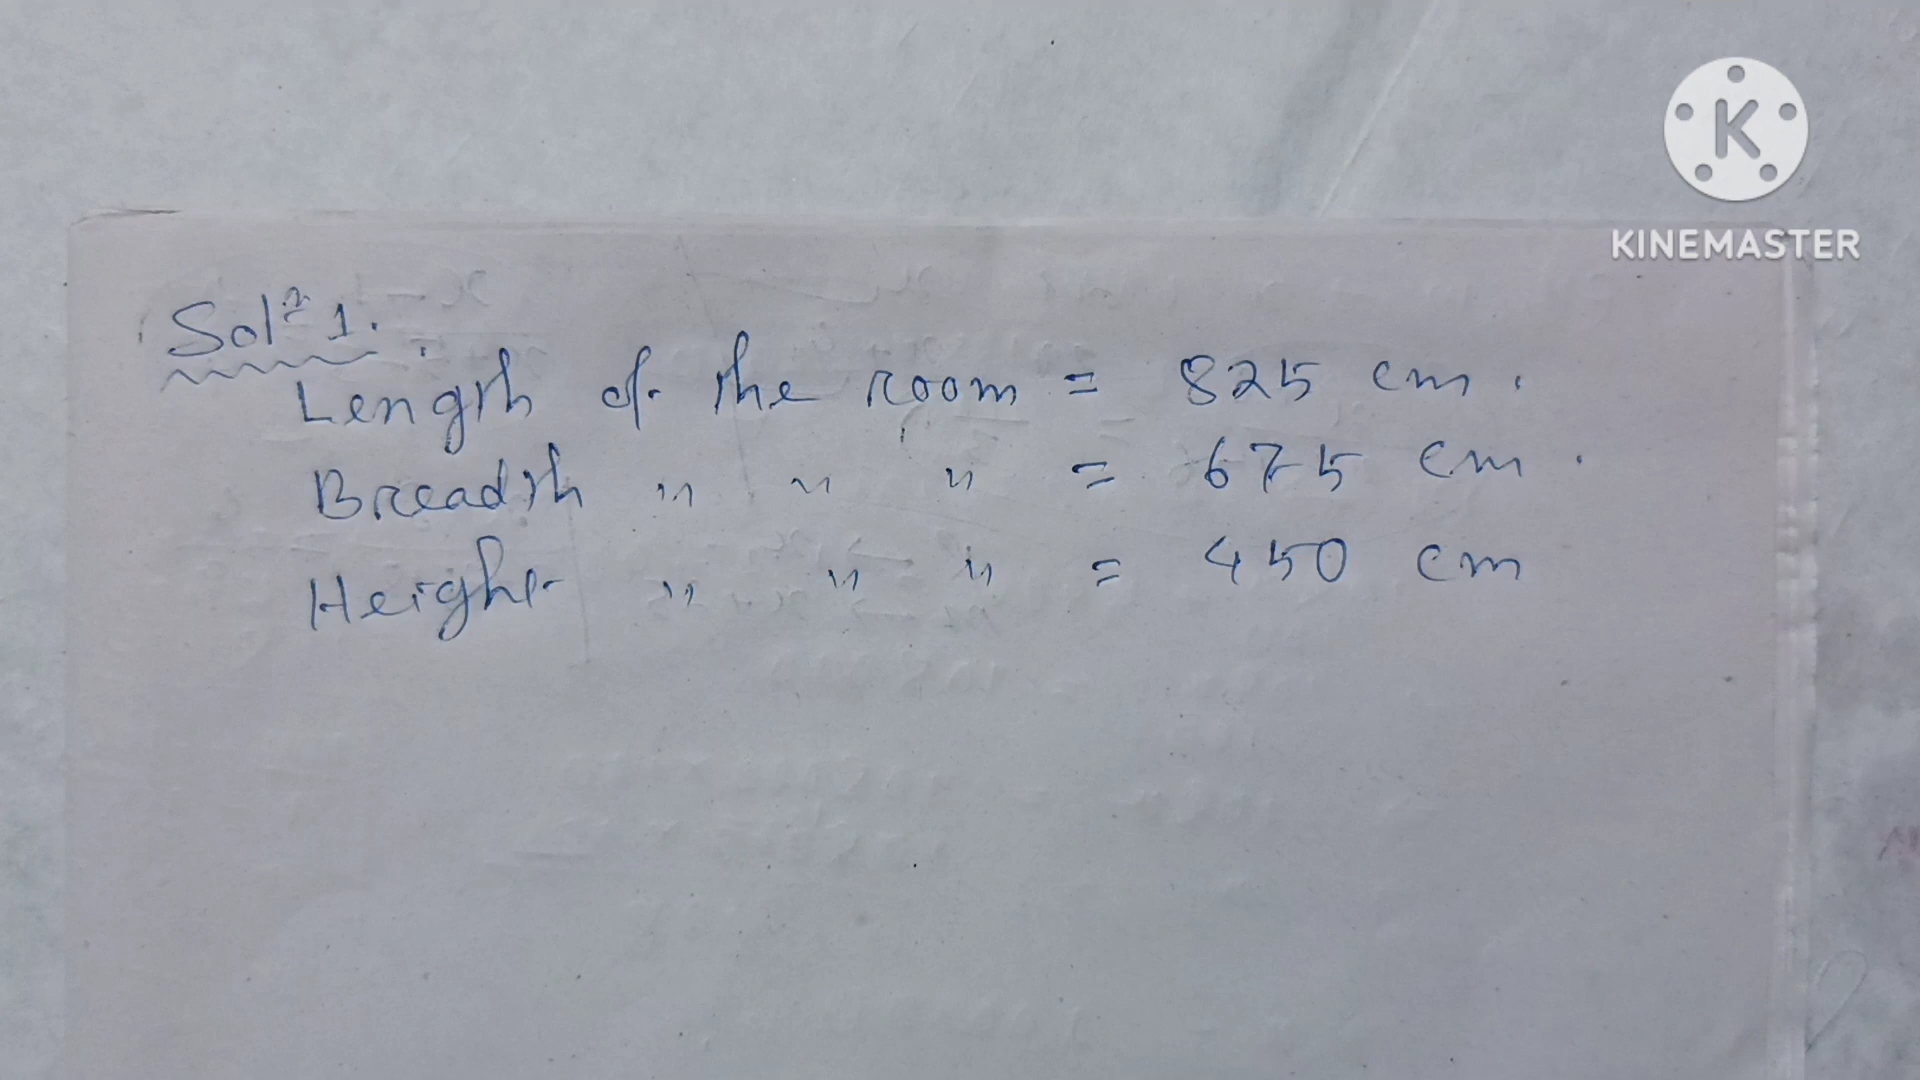 KINEMASTER
Solⁿ 1.
Length of the room = 825 cm.
Breadth " " " = 675 cm.
Height " " " = 450 cm